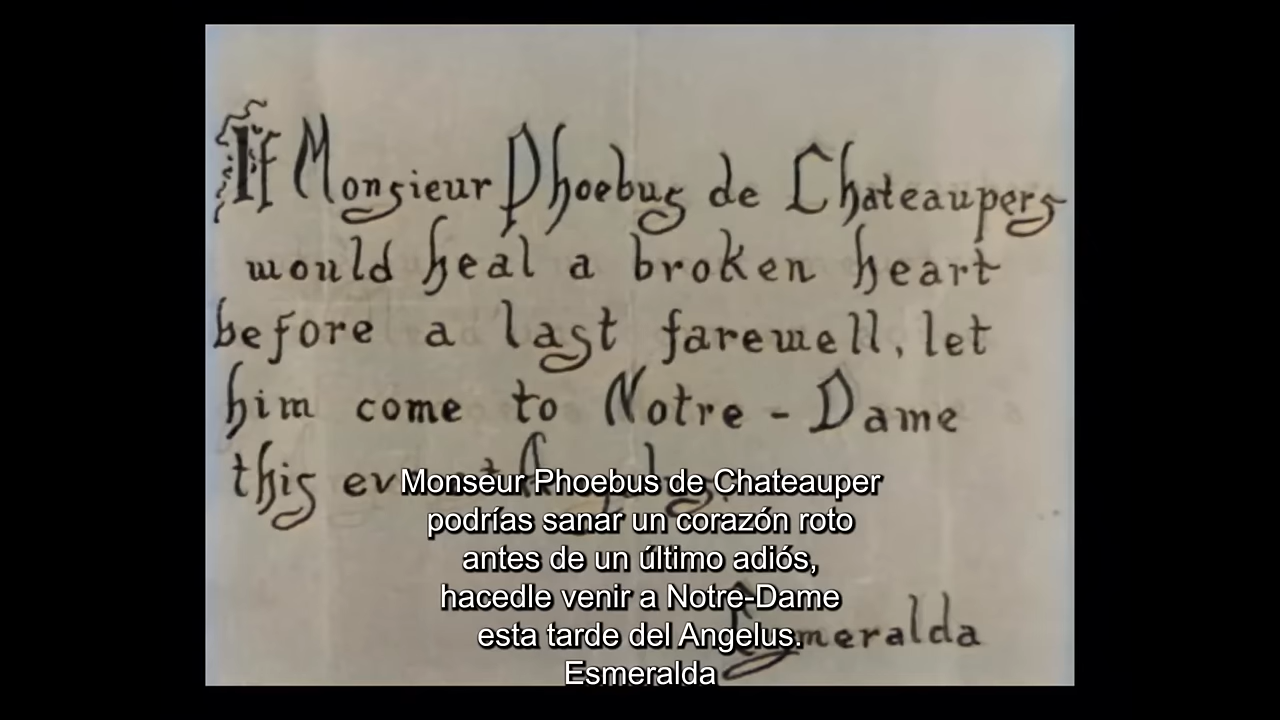 If Monsieur Phoebus de Chateaupers
would heal a broken heart
before a last farewell, let
him come to Notre-Dame
this
Monseur Phoebus de Chateauper
podrías sanar un corazón roto
antes de un último adiós,
hacedle venir a Notre-Dame
esta tarde del Angelus.
Esmeralda
Esmeralda